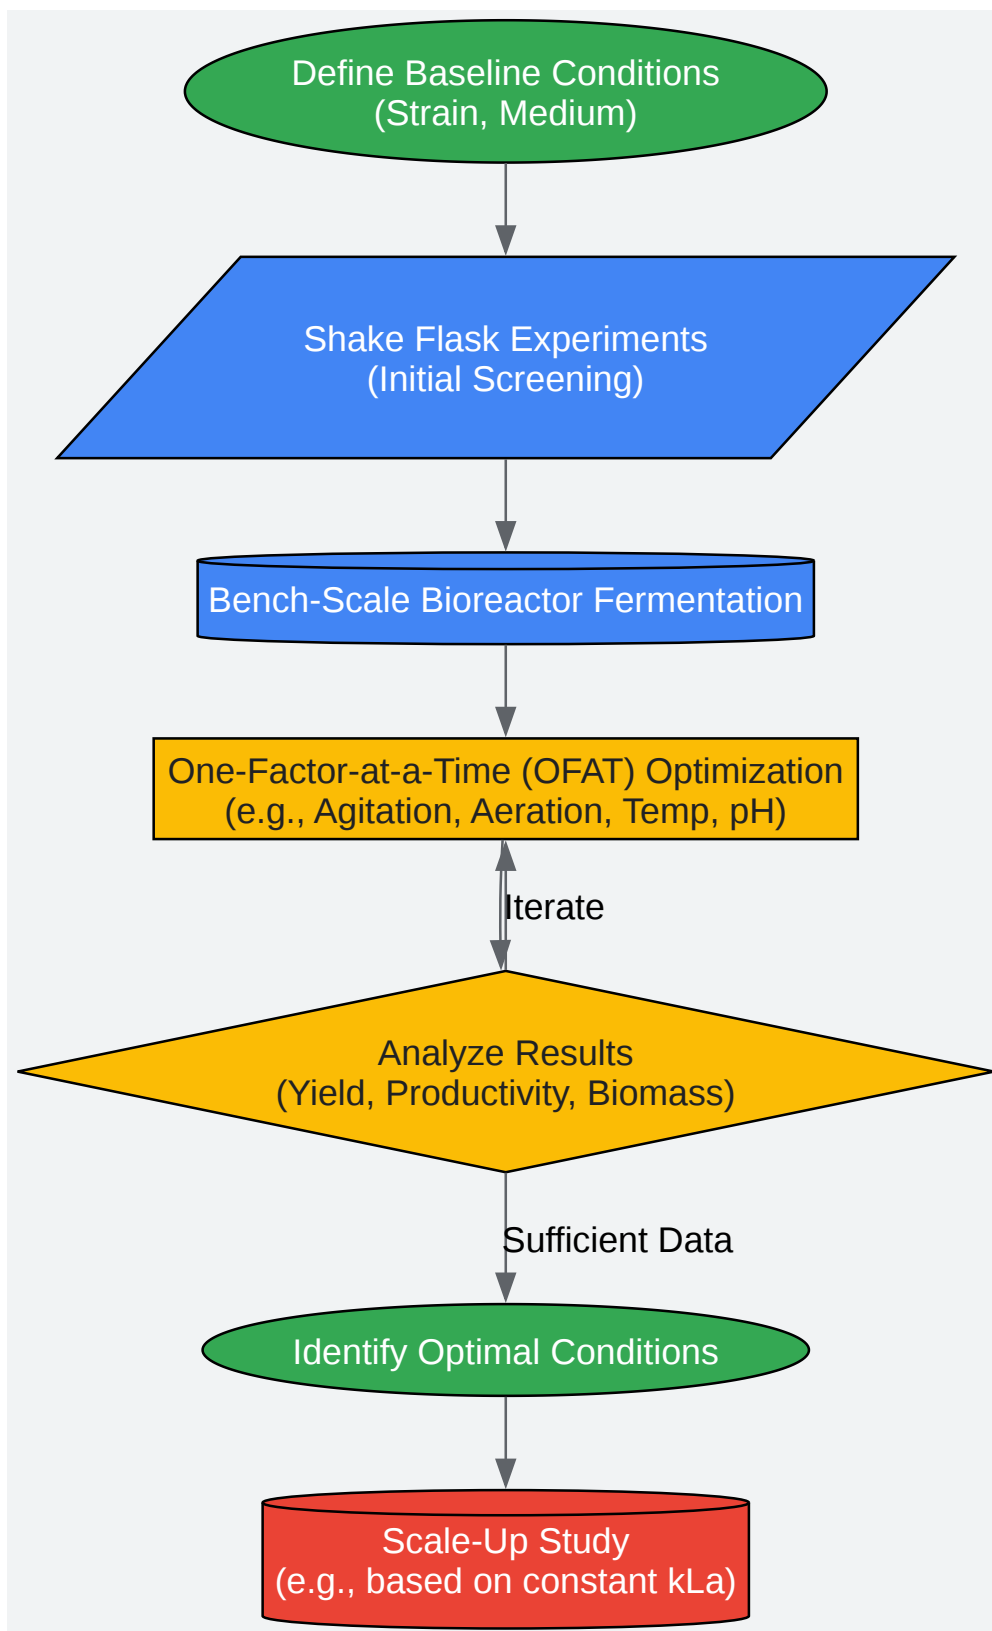 Define Baseline Conditions
(Strain, Medium)
Shake Flask Experiments
(Initial Screening)
Bench-Scale Bioreactor Fermentation
One-Factor-at-a-Time (OFAT) Optimization
(e.g., Agitation, Aeration, Temp, pH)
Iterate
Analyze Results
(Yield, Productivity, Biomass)
Sufficient Data
Identify Optimal Conditions
Scale-Up Study
(e.g., based on constant kLa)